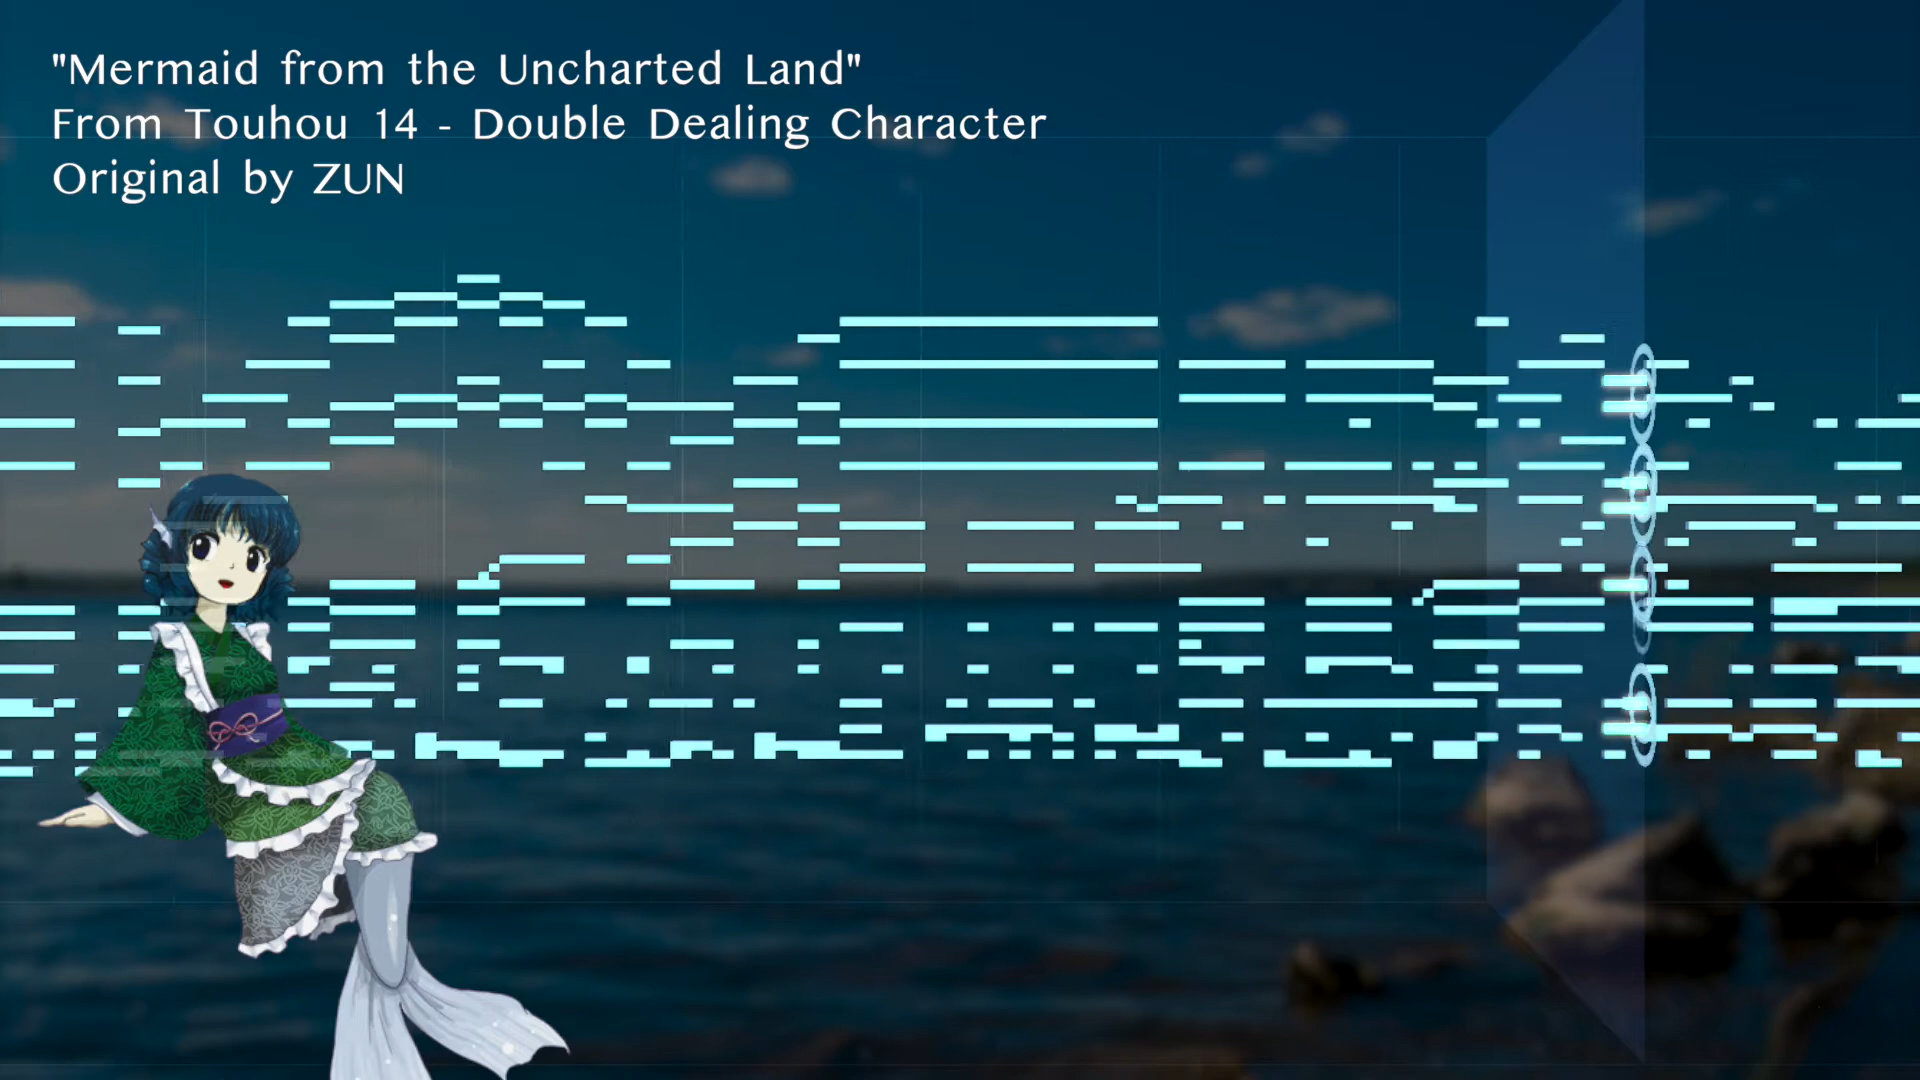 "Mermaid from the Uncharted Land"
From Touhou 14 - Double Dealing Character
Original by ZUN